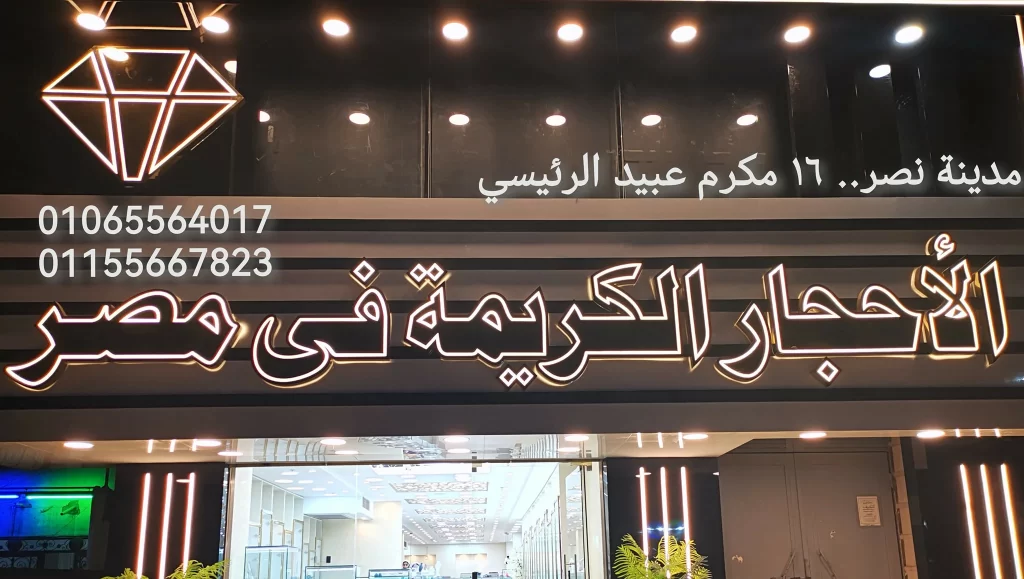 مدينة نصر.. ١٦ مكرم عبيد الرئيسي
01065564017
01155667823
الأحجار الكريمة فى مصر